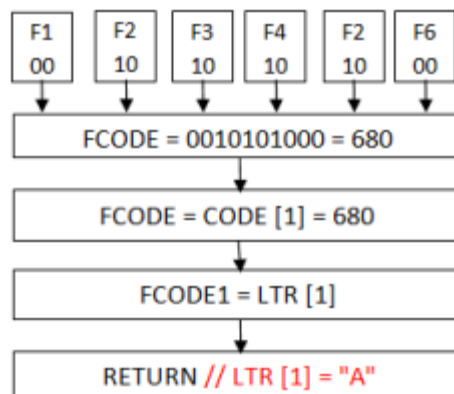 F1 F2 F3 F4 F2 F6
00 10 10 10 10 00
FCODE = 0010101000 = 680
FCODE = CODE [1] = 680
FCODE1 = LTR [1]
RETURN // LTR [1] = "A"